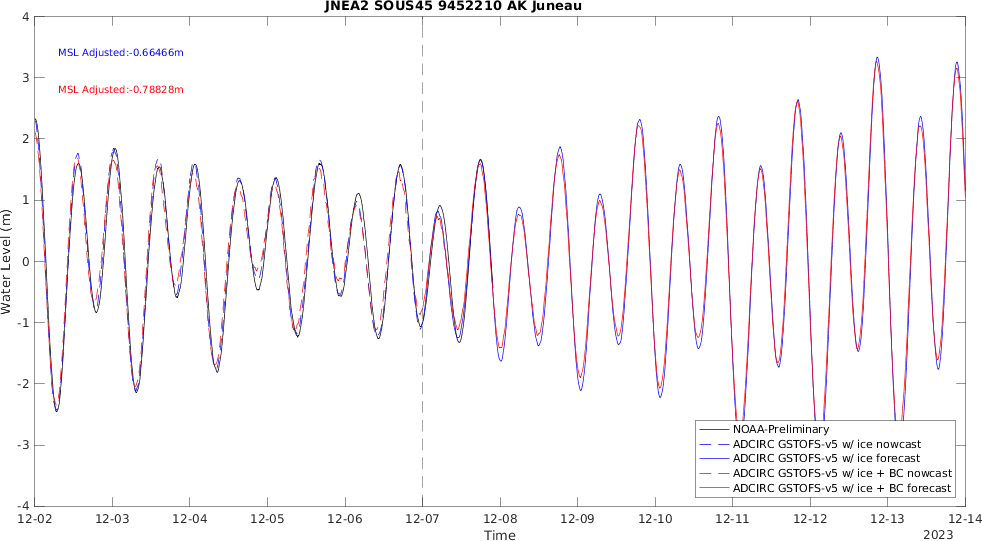 JNEA2 SOUS45 9452210 AK Juneau
MSL Adjusted:-0.66466m
MSL Adjusted:-0.78828m
Water Level (m)
4
3
2
1
0
-1
-2
-3
-4
NOAA-Preliminary
ADCIRC GSTOFS-v5 w/ ice nowcast
ADCIRC GSTOFS-v5 w/ ice forecast
ADCIRC GSTOFS-v5 w/ ice + BC nowcast
ADCIRC GSTOFS-v5 w/ ice + BC forecast
12-02 12-03 12-04 12-05 12-06 12-07 12-08 12-09 12-10 12-11 12-12 12-13 12-14
Time
2023